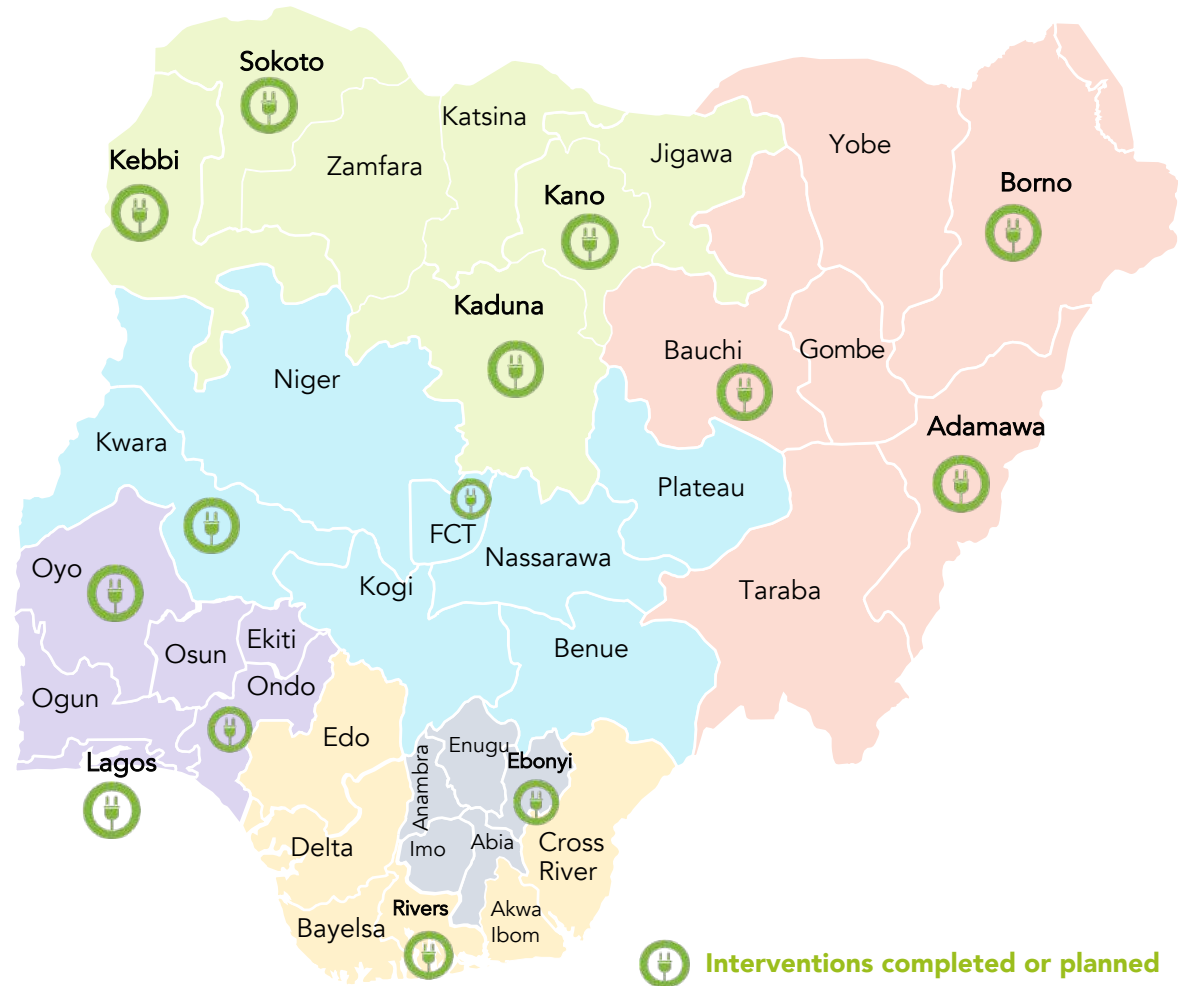 Sokoto
Katsina
Yobe
Jigawa
Kebbi
Zamfara
Borno
Kano
Kaduna
Bauchi
Gombe
Niger
Adamawa
Kwara
Plateau
FCT
Nassarawa
Oyo
Kogi
Taraba
Ekiti
Osun
Benue
Ondo
Ogun
Edo
Enugu
Lagos
Ebonyi
Anambra
Delta
Imo
Abia
Cross
River
Rivers
Akwa
Ibom
Bayelsa
Interventions completed or planned